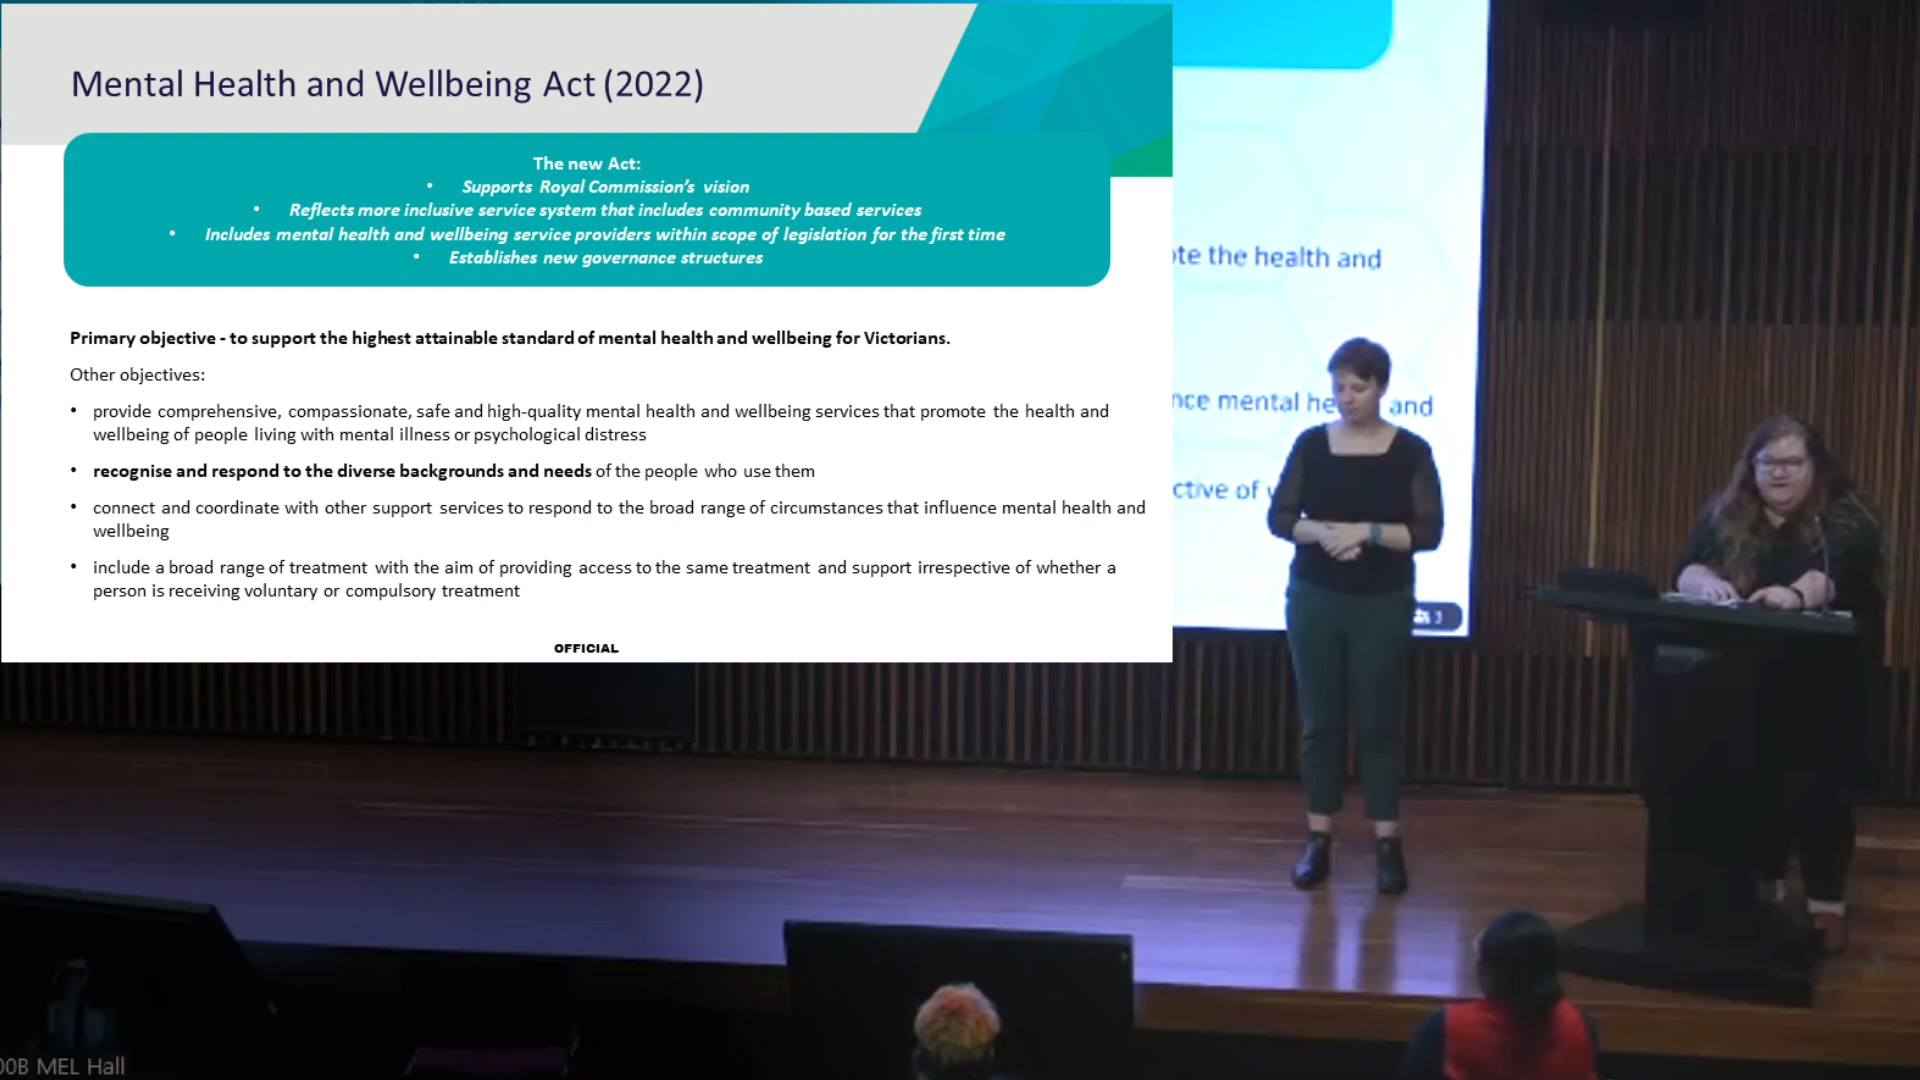 Mental Health and Wellbeing Act (2022)
The new Act:
• Supports Royal Commission's vision
• Reflects more inclusive service system that includes community based services
• Includes mental health and wellbeing service providers within scope of legislation for the first time
• Establishes new governance structures
Primary objective - to support the highest attainable standard of mental health and wellbeing for Victorians.
Other objectives:
• provide comprehensive, compassionate, safe and high-quality mental health and wellbeing services that promote the health and
wellbeing of people living with mental illness or psychological distress
• recognise and respond to the diverse backgrounds and needs of the people who use them
• connect and coordinate with other support services to respond to the broad range of circumstances that influence mental health and
wellbeing
• include a broad range of treatment with the aim of providing access to the same treatment and support irrespective of whether a
person is receiving voluntary or compulsory treatment
OFFICIAL
the health and
mental and
of
3
MEL Hall